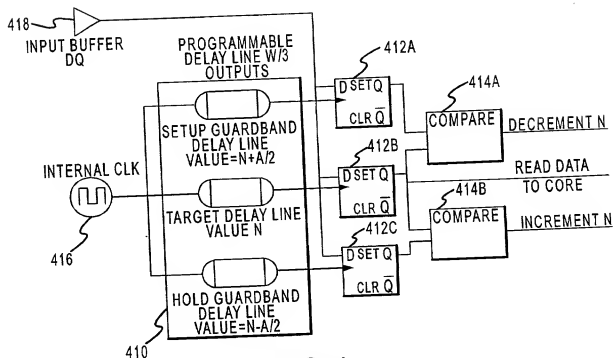 418
INPUT BUFFER
DQ
PROGRAMMABLE
DELAY LINE W/3
OUTPUTS
SETUP GUARDBAND
DELAY LINE
VALUE=N+A/2
INTERNAL CLK
416
TARGET DELAY LINE
VALUE N
HOLD GUARDBAND
DELAY LINE
VALUE=N-A/2
410
412A
D SET Q
CLR Q̅
412B
D SET Q
CLR Q̅
412C
D SET Q
CLR Q̅
414A
COMPARE
DECREMENT N
READ DATA
TO CORE
414B
COMPARE
INCREMENT N